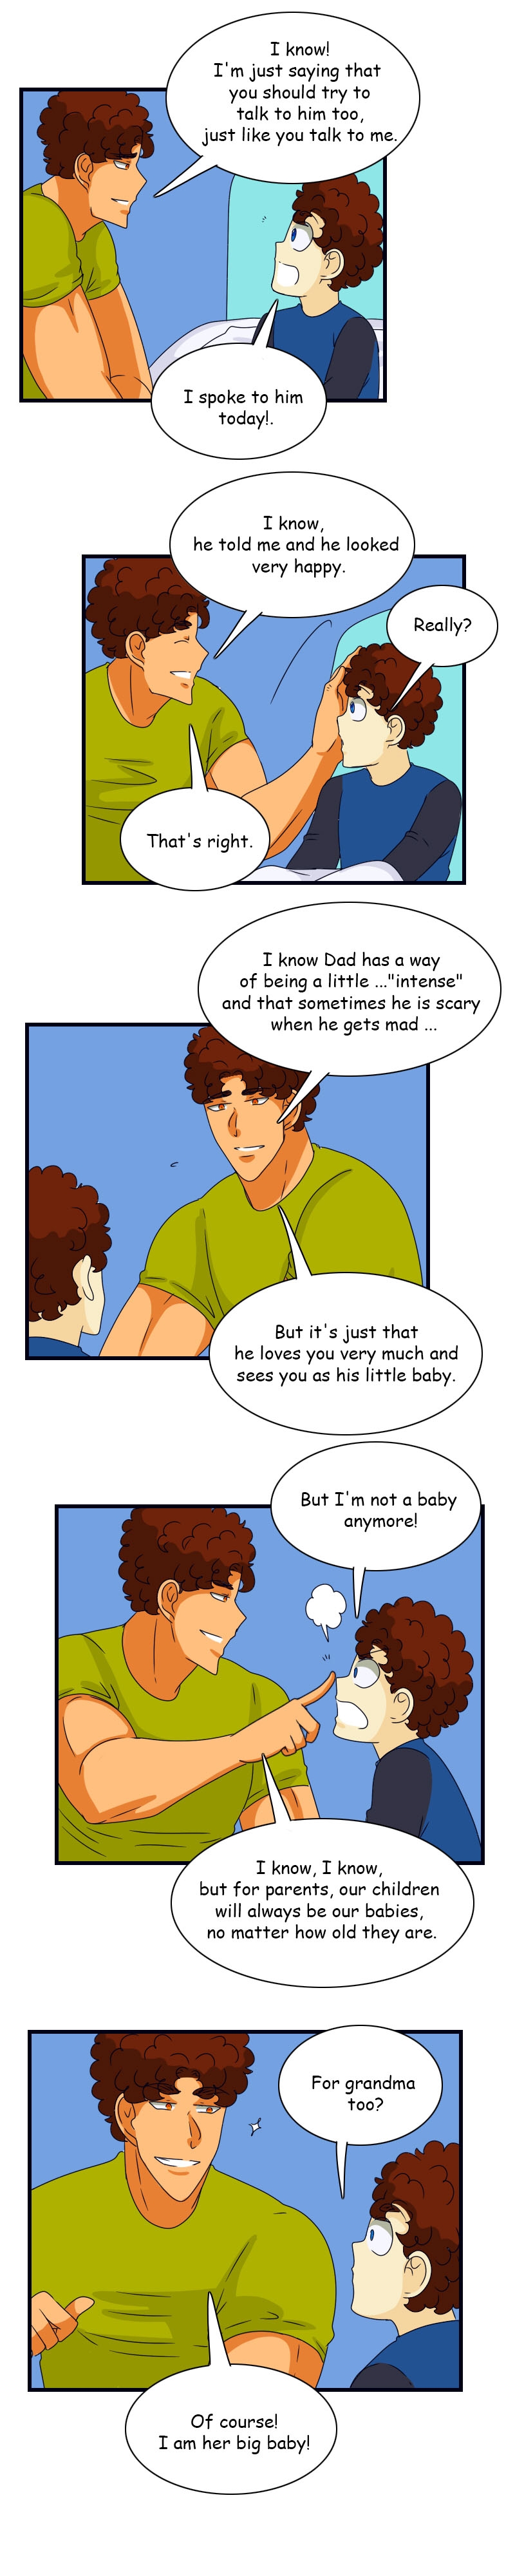 I know!
I'm just saying that
you should try to
talk to him too,
just like you talk to me.
I spoke to him
today!.
I know,
he told me and he looked
very happy.
Really?
That's right.
I know Dad has a way
of being a little ..."intense"
and that sometimes he is scary
when he gets mad ...
But it's just that
he loves you very much and
sees you as his little baby.
But I'm not a baby
anymore!
I know, I know,
but for parents, our children
will always be our babies,
no matter how old they are.
For grandma
too?
Of course!
I am her big baby!